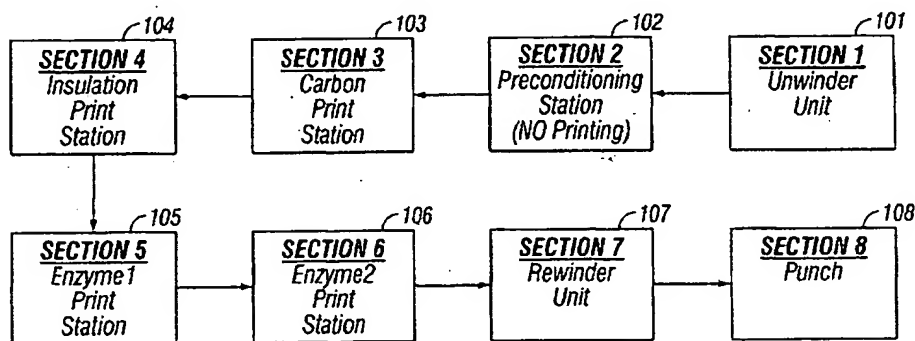 104
SECTION 4
Insulation
Print
Station
103
SECTION 3
Carbon
Print
Station
102
SECTION 2
Preconditioning
Station
(NO Printing)
101
SECTION 1
Unwinder
Unit
105
SECTION 5
Enzyme1
Print
Station
106
SECTION 6
Enzyme2
Print
Station
107
SECTION 7
Rewinder
Unit
108
SECTION 8
Punch